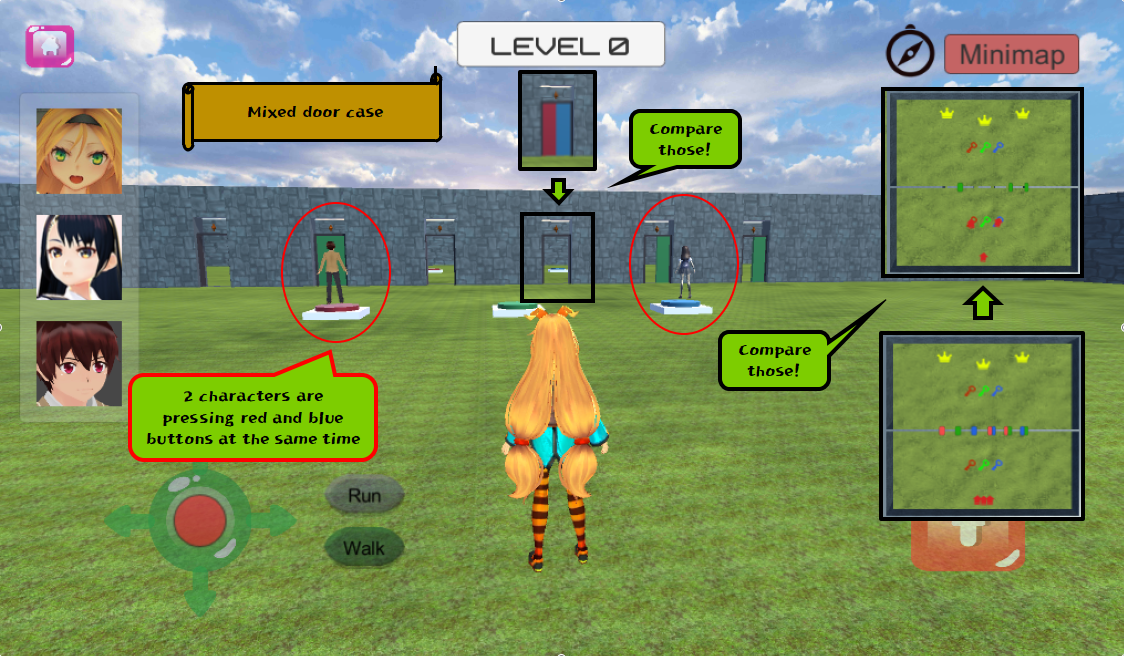 LEVEL 0
Minimap
Mixed door case
Compare
those!
Compare
those!
2 characters are
pressing red and blue
buttons at the same time
Run
Walk